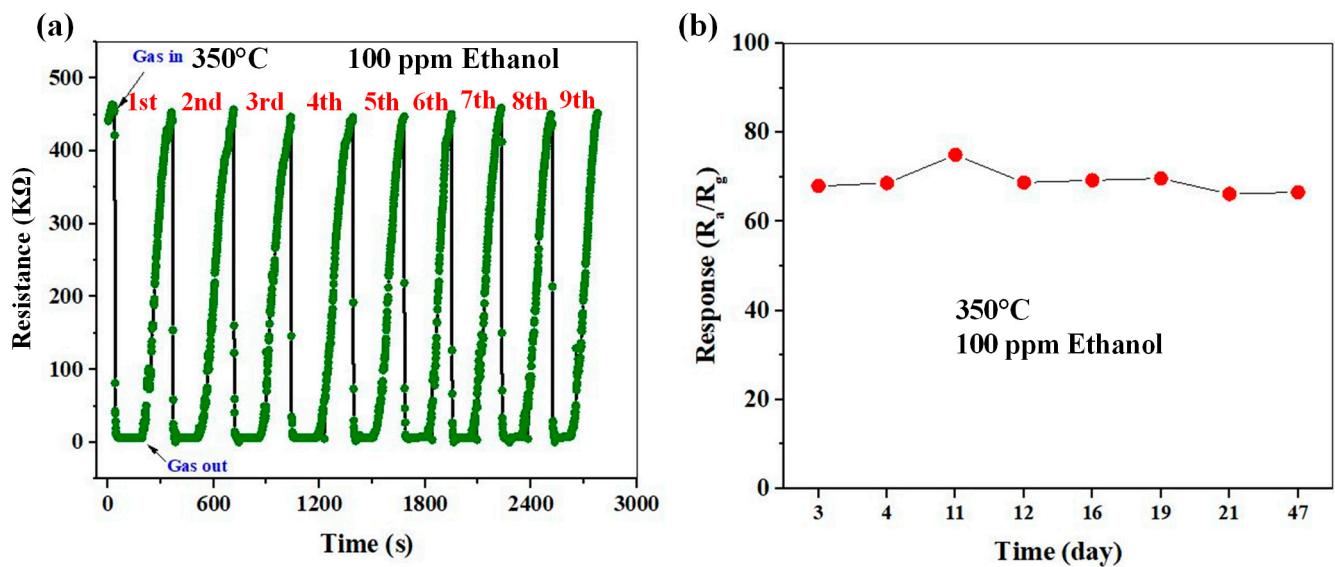 (a)
Gas in
350°C
100 ppm Ethanol
1st 2nd 3rd 4th 5th 6th 7th 8th 9th
500
400
300
200
100
0
Resistance (KΩ)
Gas out
0 600 1200 1800 2400 3000
Time (s)
(b)
100
80
60
40
20
0
Response (Ra/Rg)
350°C
100 ppm Ethanol
3 4 11 12 16 19 21 47
Time (day)